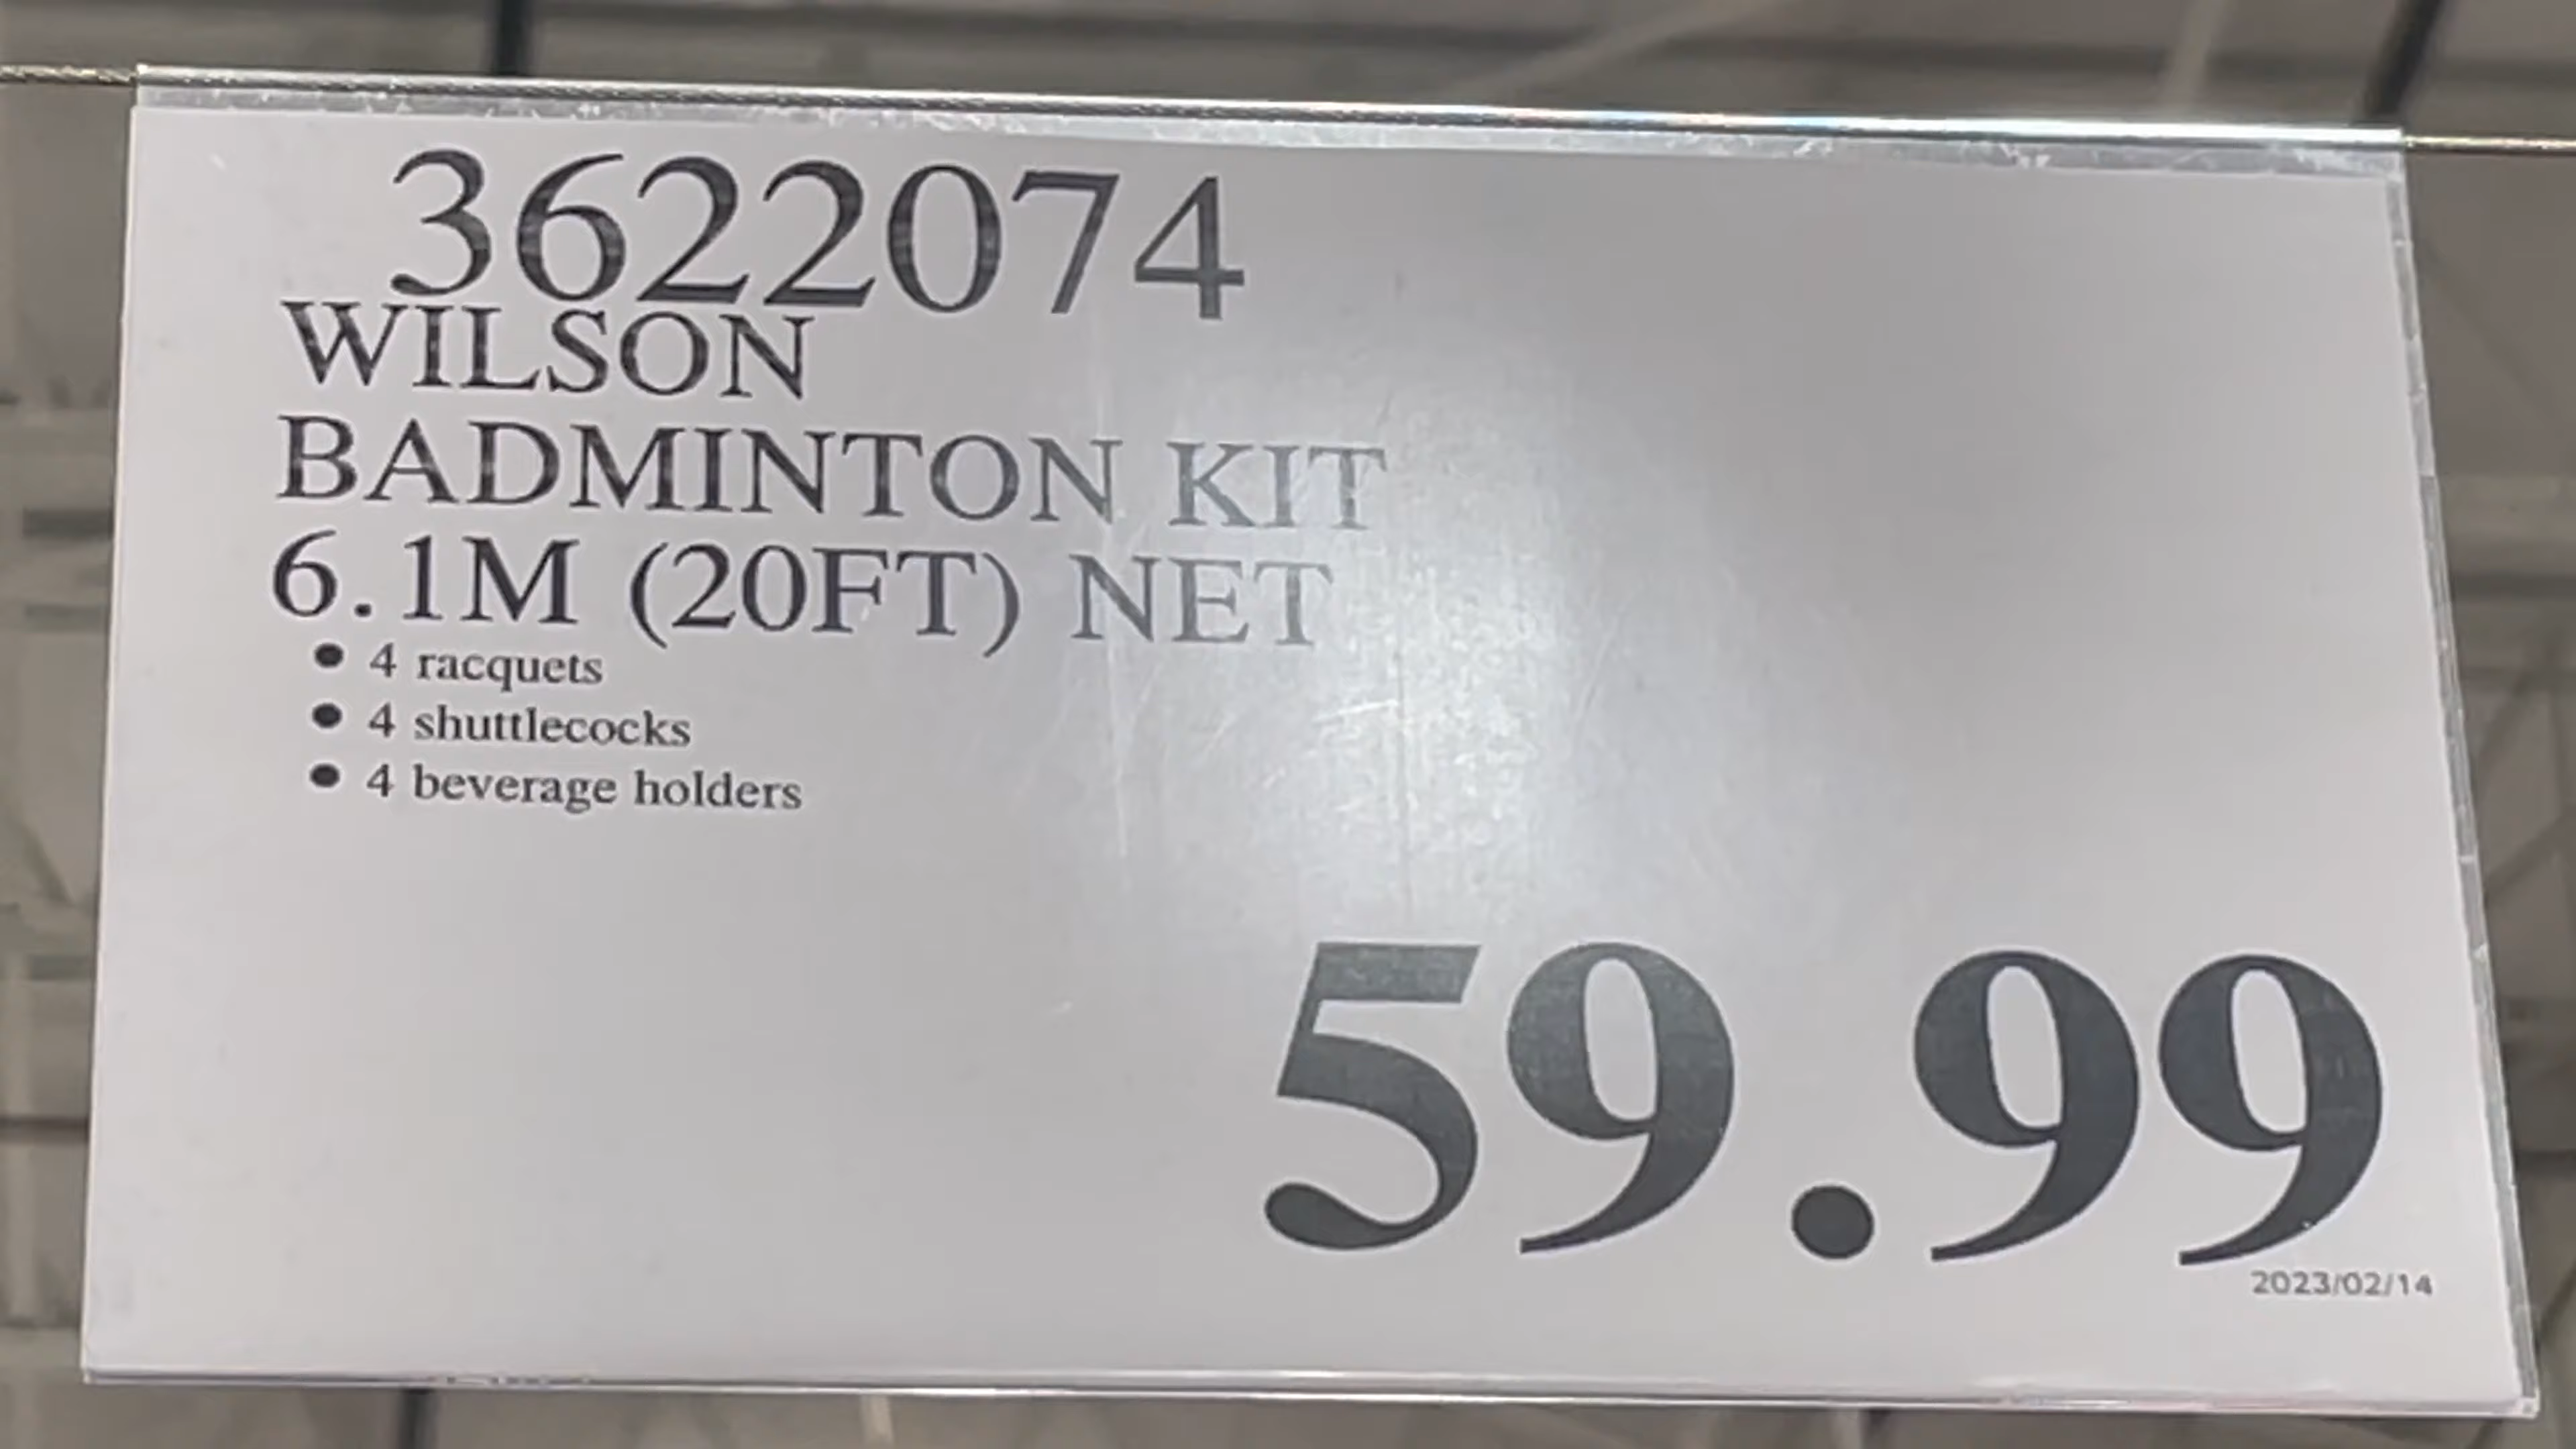 3622074
WILSON
BADMINTON KIT
6.1M (20FT) NET
• 4 racquets
• 4 shuttlecocks
• 4 beverage holders
59.99
2023/02/14